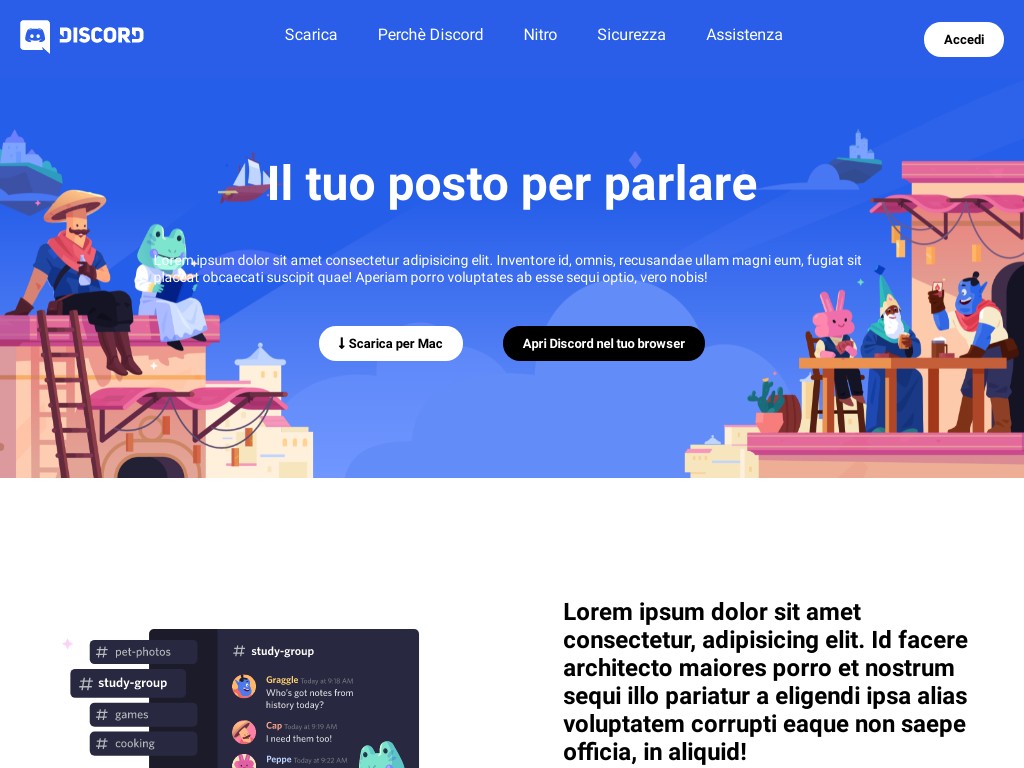 DISCORD
Scarica
Perchè Discord
Nitro
Sicurezza
Assistenza
Accedi
Il tuo posto per parlare
Lorem ipsum dolor sit amet consectetur adipisicing elit. Inventore id, omnis, recusandae ullam magni eum, fugiat sit
placeat obcaecati suscipit quae! Aperiam porro voluptates ab esse sequi optio, vero nobis!
Scarica per Mac
Apri Discord nel tuo browser
# pet-photos
# study-group
# games
# cooking
# study-group
Graggle Today at 9:18 AM
Who's got notes from
history today?
Cap Today at 9:19 AM
I need them too!
Peppe Today at 9:22 AM
Lorem ipsum dolor sit amet
consectetur, adipisicing elit. Id facere
architecto maiores porro et nostrum
sequi illo pariatur a eligendi ipsa alias
voluptatem corrupti eaque non saepe
officia, in aliquid!